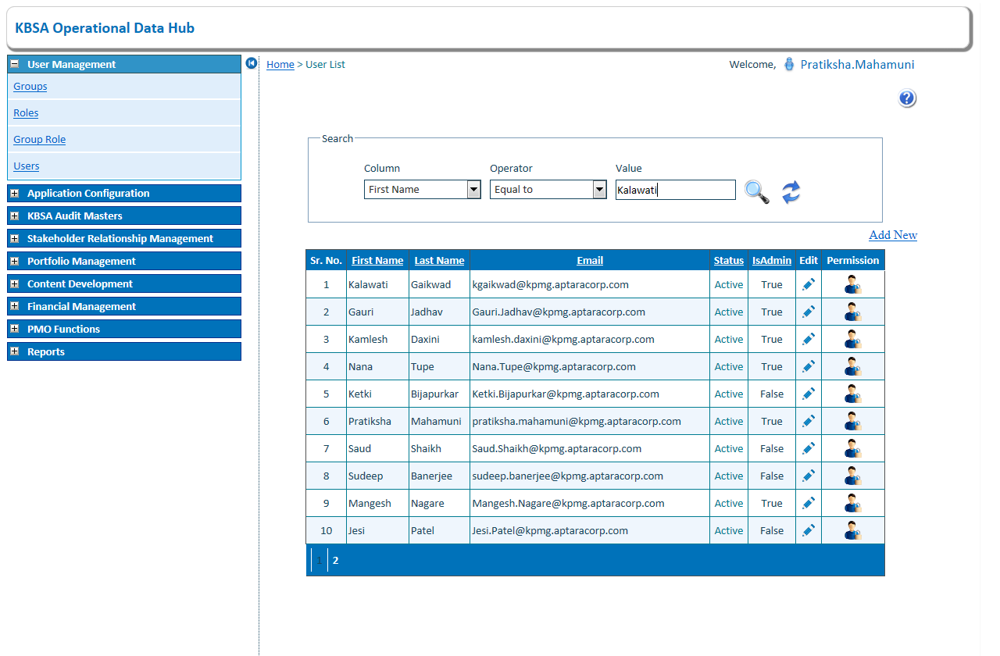 KBSA Operational Data Hub
User Management
Groups
Roles
Group Role
Users
Application Configuration
KBSA Audit Masters
Stakeholder Relationship Management
Portfolio Management
Content Development
Financial Management
PMO Functions
Reports
Home > User List
Welcome, Pratiksha.Mahamuni
?
Search
Column Operator Value
First Name Equal to Kalawati
Add New
Sr. No. First Name Last Name Email Status IsAdmin Edit Permission
1 Kalawati Gaikwad kgaikwad@kpmg.aptaracorp.com Active True
2 Gauri Jadhav Gauri.Jadhav@kpmg.aptaracorp.com Active True
3 Kamlesh Daxini kamlesh.daxini@kpmg.aptaracorp.com Active True
4 Nana Tupe Nana.Tupe@kpmg.aptaracorp.com Active True
5 Ketki Bijapurkar Ketki.Bijapurkar@kpmg.aptaracorp.com Active False
6 Pratiksha Mahamuni pratiksha.mahamuni@kpmg.aptaracorp.com Active True
7 Saud Shaikh Saud.Shaikh@kpmg.aptaracorp.com Active False
8 Sudeep Banerjee sudeep.banerjee@kpmg.aptaracorp.com Active False
9 Mangesh Nagare Mangesh.Nagare@kpmg.aptaracorp.com Active True
10 Jesi Patel Jesi.Patel@kpmg.aptaracorp.com Active False
1 2